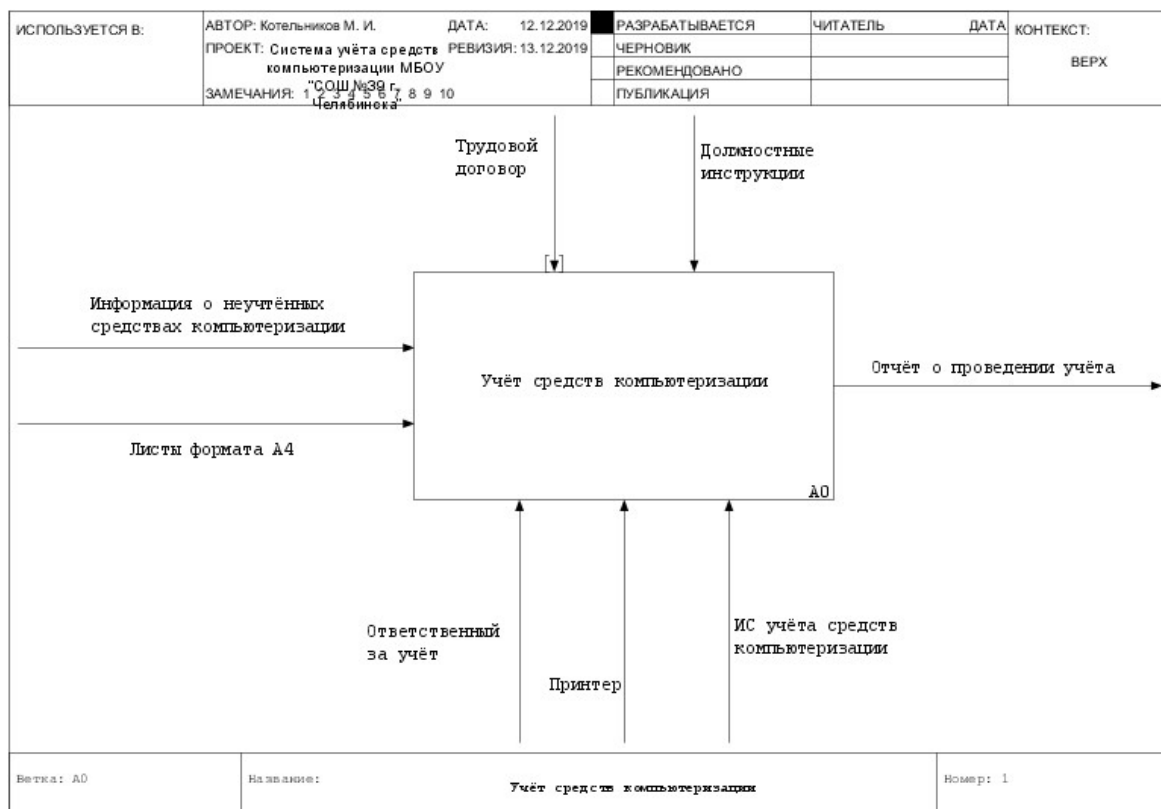 ИСПОЛЬЗУЕТСЯ В:
АВТОР: Котельников М. И.
ДАТА: 12.12.2019
ПРОЕКТ: Система учёта средств
компьютеризации МБОУ
"СОШ №39 г.
Челябинска"
РЕВИЗИЯ: 13.12.2019
ЗАМЕЧАНИЯ: 1 2 3 4 5 6 7 8 9 10
РАЗРАБАТЫВАЕТСЯ
ЧЕРНОВИК
РЕКОМЕНДОВАНО
ПУБЛИКАЦИЯ
ЧИТАТЕЛЬ
ДАТА
КОНТЕКСТ:
ВЕРХ
Трудовой
договор
Должностные
инструкции
[ ]
Информация о неучтённых
средствах компьютеризации
Учёт средств компьютеризации
Отчёт о проведении учёта
Листы формата А4
A0
Ответственный
за учёт
Принтер
ИС учёта средств
компьютеризации
Ветка: A0
Название:
Учёт средств компьютеризации
Номер: 1